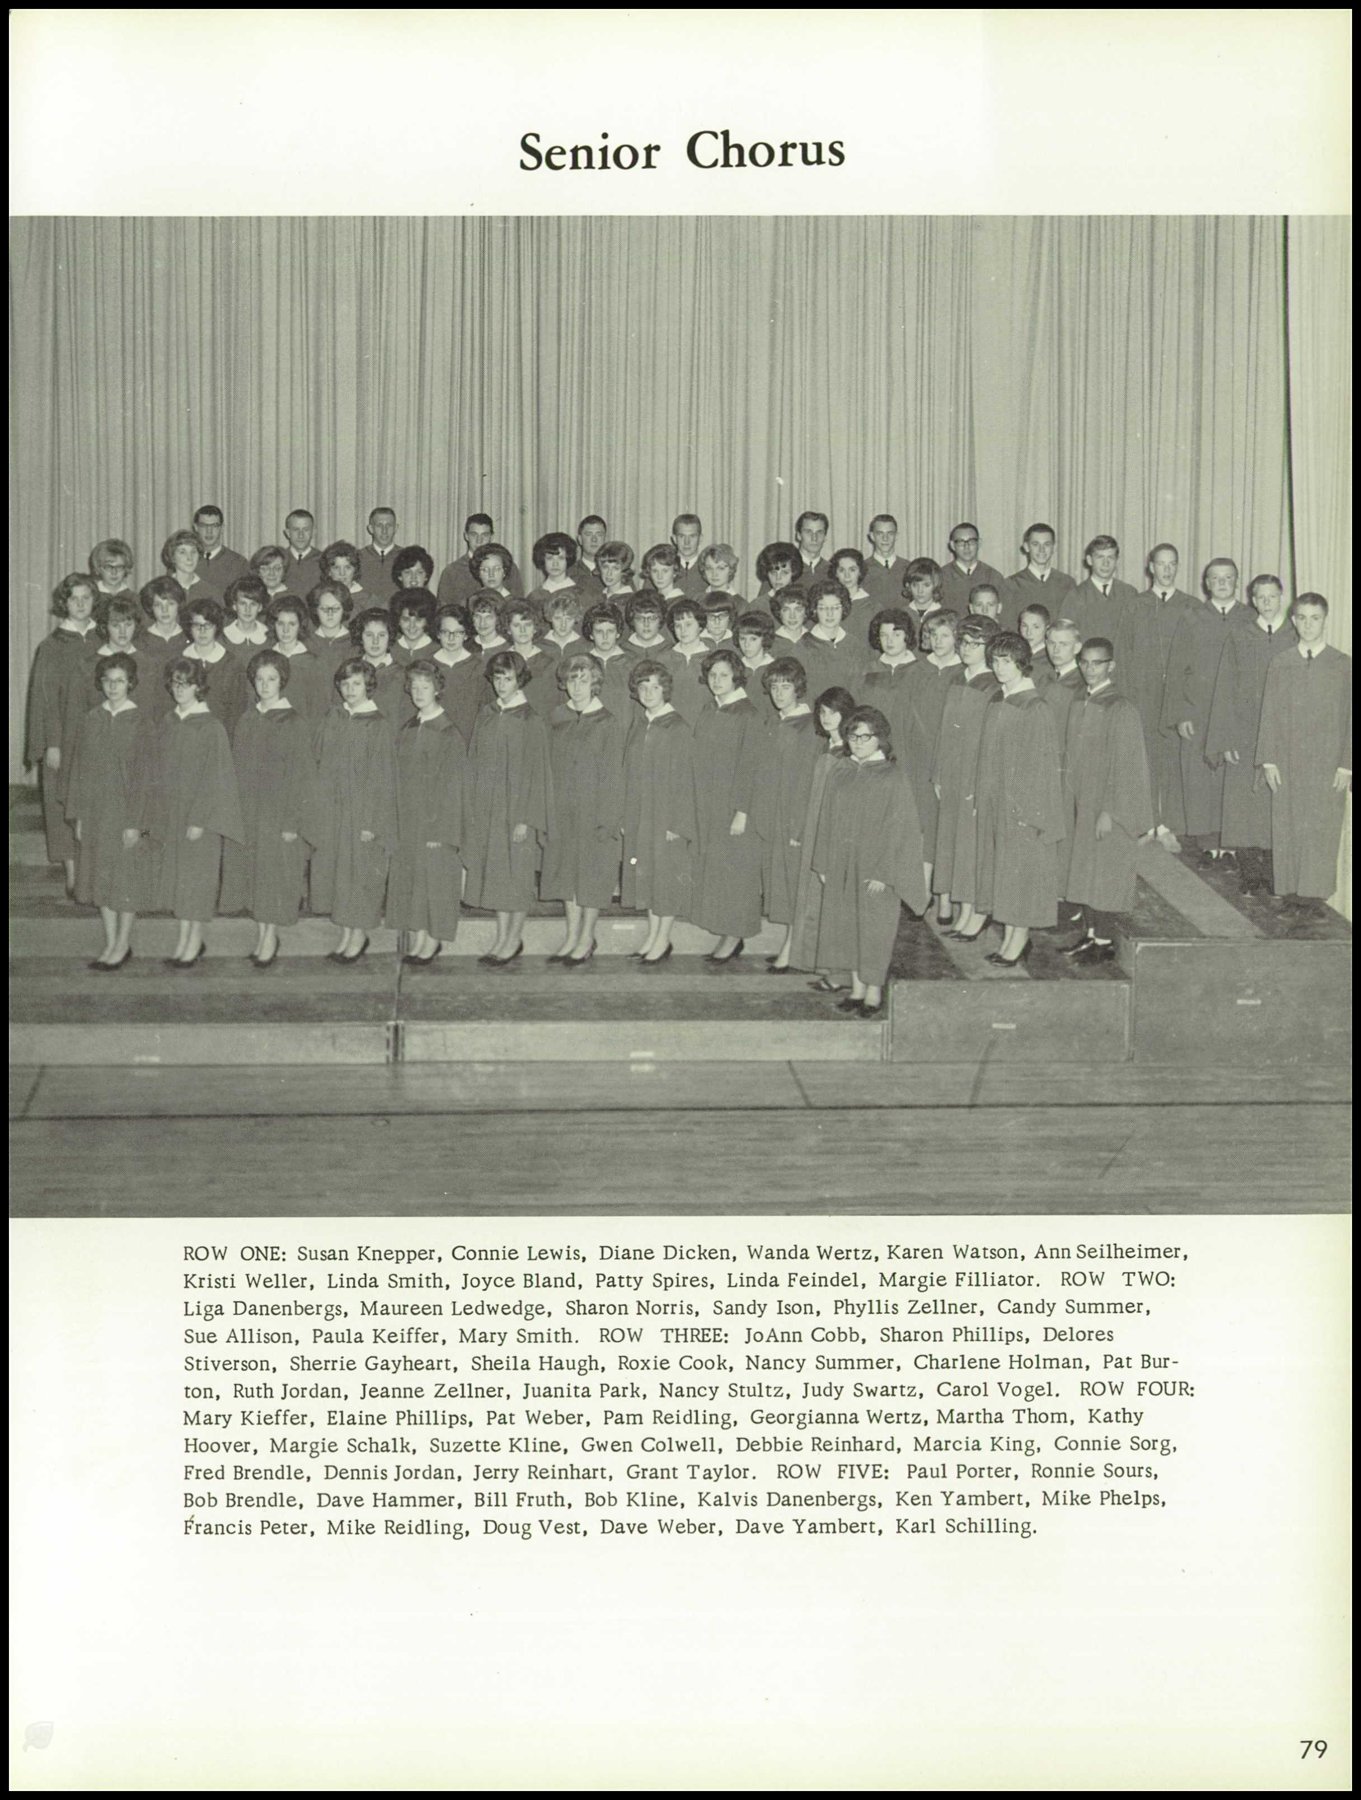 Senior Chorus
ROW ONE: Susan Knepper, Connie Lewis, Diane Dicken, Wanda Wertz, Karen Watson, Ann Seilheimer,
Kristi Weller, Linda Smith, Joyce Bland, Patty Spires, Linda Feindel, Margie Filliator. ROW TWO:
Liga Danenbergs, Maureen Ledwedge, Sharon Norris, Sandy Ison, Phyllis Zellner, Candy Summer,
Sue Allison, Paula Keiffer, Mary Smith. ROW THREE: JoAnn Cobb, Sharon Phillips, Delores
Stiverson, Sherrie Gayheart, Sheila Haugh, Roxie Cook, Nancy Summer, Charlene Holman, Pat Bur-
ton, Ruth Jordan, Jeanne Zellner, Juanita Park, Nancy Stultz, Judy Swartz, Carol Vogel. ROW FOUR:
Mary Kieffer, Elaine Phillips, Pat Weber, Pam Reidling, Georgianna Wertz, Martha Thom, Kathy
Hoover, Margie Schalk, Suzette Kline, Gwen Colwell, Debbie Reinhard, Marcia King, Connie Sorg,
Fred Brendle, Dennis Jordan, Jerry Reinhart, Grant Taylor. ROW FIVE: Paul Porter, Ronnie Sours,
Bob Brendle, Dave Hammer, Bill Fruth, Bob Kline, Kalvis Danenbergs, Ken Yambert, Mike Phelps,
Francis Peter, Mike Reidling, Doug Vest, Dave Weber, Dave Yambert, Karl Schilling.
79